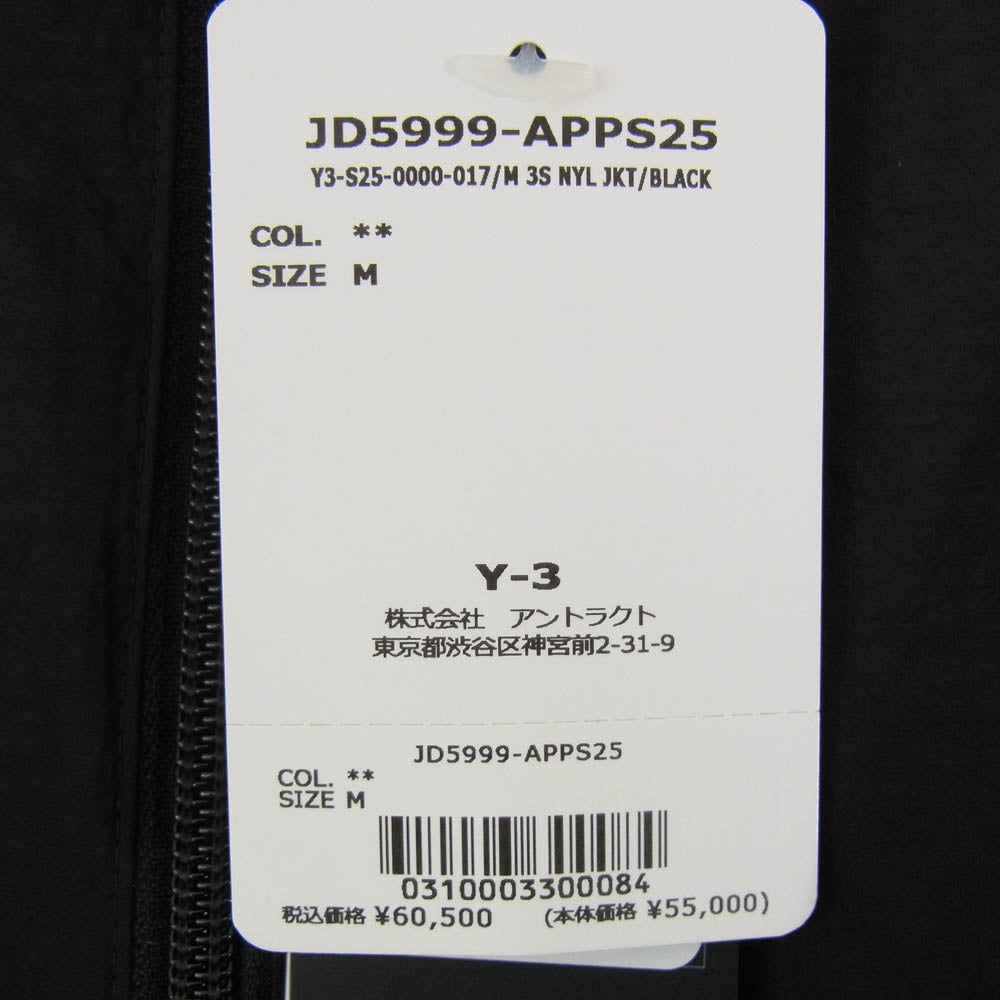 JD5999-APPS25
Y3-S25-0000-017/M 3S NYL JKT/BLACK
COL. **
SIZE M
Y-3
株式会社　アントラクト
東京都渋谷区神宮前2-31-9
JD5999-APPS25
COL. **
SIZE M
0310003300084
税込価格 ¥60,500 (本体価格 ¥55,000)